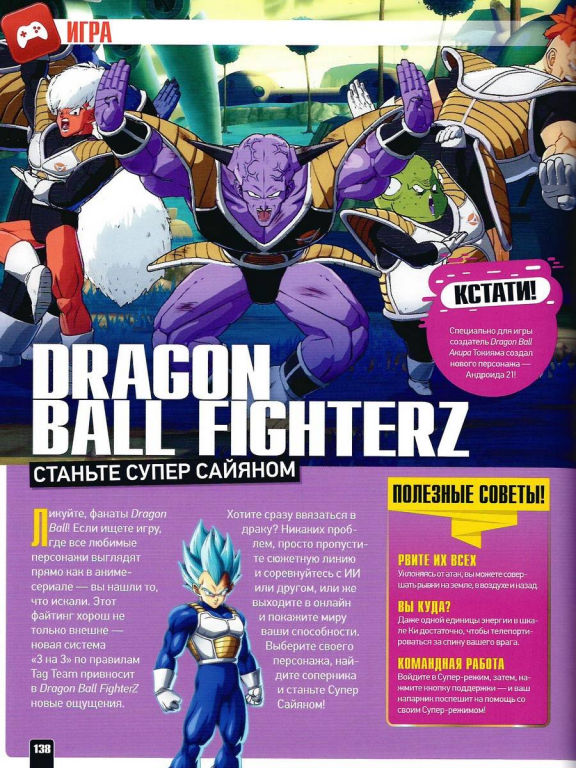 ИГРА
КСТАТИ!
Специально для игры
создатель Dragon Ball
Акира Токияма создал
нового персонажа —
Андроида 21!
DRAGON
BALL FIGHTERZ
СТАНЬТЕ СУПЕР САЙЯНОМ
Ликуйте, фанаты Dragon
Ball! Если ищете игру,
где все любимые
персонажи выглядят
прямо как в аниме-
сериале — вы нашли то,
что искали. Этот
файтинг хорош не
только внешне —
новая система
«3 на 3» по правилам
Tag Team привносит
в Dragon Ball FighterZ
новые ощущения.
Хотите сразу ввязаться в
драку? Никаких проб-
лем, просто пропусти-
те сюжетную линию
и соревнуйтесь с ИИ
или другом, или же
выходите в онлайн
и покажите миру
ваши способности.
Выберите своего
персонажа, най-
дите соперника
и станьте Супер
Сайяном!
ПОЛЕЗНЫЕ СОВЕТЫ!
РВИТЕ ИХ ВСЕХ
Уклоняясь от атак, вы можете совер-
шать рывки на земле, в воздухе и назад.
ВЫ КУДА?
Даже одной единицы энергии в шка-
ле Ки достаточно, чтобы телепорти-
роваться за спину вашего врага.
КОМАНДНАЯ РАБОТА
Войдите в Супер-режим, затем, на-
жмите кнопку поддержки — и ваш
напарник поспешит на помощь со
своим Супер-режимом!
138